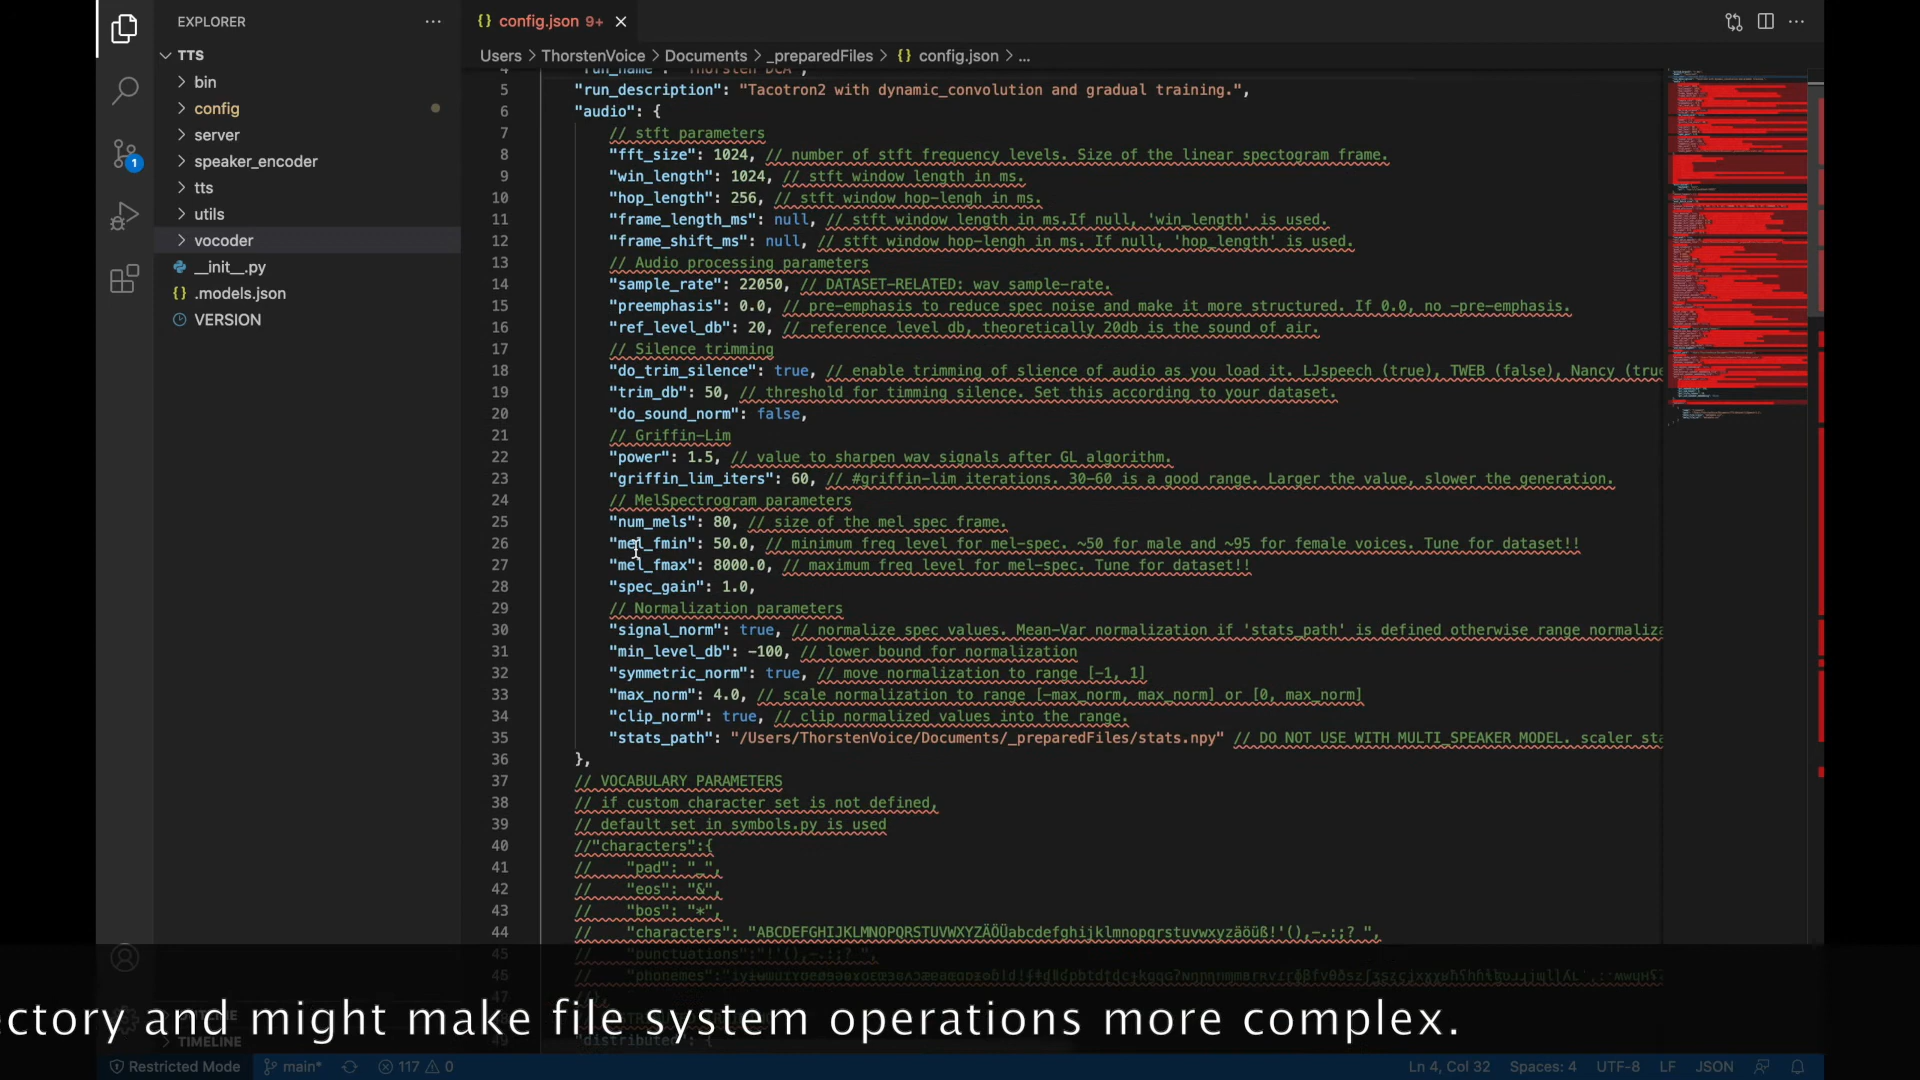 EXPLORER
TTS
bin
config
server
speaker_encoder
tts
utils
vocoder
__init__.py
.models.json
VERSION
OUTLINE
TIMELINE
1
config.json 9+
Users > ThorstenVoice > Documents > _preparedFiles > config.json > ...
4 "run_name": "Thorsten DCA",
5 "run_description": "Tacotron2 with dynamic_convolution and gradual training.",
6 "audio": {
7 // stft parameters
8 "fft_size": 1024, // number of stft frequency levels. Size of the linear spectogram frame.
9 "win_length": 1024, // stft window length in ms.
10 "hop_length": 256, // stft window hop-lengh in ms.
11 "frame_length_ms": null, // stft window length in ms.If null, 'win_length' is used.
12 "frame_shift_ms": null, // stft window hop-lengh in ms. If null, 'hop_length' is used.
13 // Audio processing parameters
14 "sample_rate": 22050, // DATASET-RELATED: wav sample-rate.
15 "preemphasis": 0.0, // pre-emphasis to reduce spec noise and make it more structured. If 0.0, no -pre-emphasis.
16 "ref_level_db": 20, // reference level db, theoretically 20db is the sound of air.
17 // Silence trimming
18 "do_trim_silence": true, // enable trimming of slience of audio as you load it. LJspeech (true), TWEB (false), Nancy (true
19 "trim_db": 50, // threshold for timming silence. Set this according to your dataset.
20 "do_sound_norm": false,
21 // Griffin-Lim
22 "power": 1.5, // value to sharpen wav signals after GL algorithm.
23 "griffin_lim_iters": 60, // #griffin-lim iterations. 30-60 is a good range. Larger the value, slower the generation.
24 // MelSpectrogram parameters
25 "num_mels": 80, // size of the mel spec frame.
26 "mel_fmin": 50.0, // minimum freq level for mel-spec. ~50 for male and ~95 for female voices. Tune for dataset!!
27 "mel_fmax": 8000.0, // maximum freq level for mel-spec. Tune for dataset!!
28 "spec_gain": 1.0,
29 // Normalization parameters
30 "signal_norm": true, // normalize spec values. Mean-Var normalization if 'stats_path' is defined otherwise range normaliza
31 "min_level_db": -100, // lower bound for normalization
32 "symmetric_norm": true, // move normalization to range [-1, 1]
33 "max_norm": 4.0, // scale normalization to range [-max_norm, max_norm] or [0, max_norm]
34 "clip_norm": true, // clip normalized values into the range.
35 "stats_path": "/Users/ThorstenVoice/Documents/_preparedFiles/stats.npy" // DO NOT USE WITH MULTI_SPEAKER MODEL. scaler sta
36 },
37 // VOCABULARY PARAMETERS
38 // if custom character set is not defined,
39 // default set in symbols.py is used
40 //"characters":{
41 // "pad": "_",
42 // "eos": "&",
43 // "bos": "*",
44 // "characters": "ABCDEFGHIJKLMNOPQRSTUVWXYZÄÖÜabcdefghijklmnopqrstuvwxyzäöüß!'(),-.:;? ",
45 // "punctuations":"!'(),-.:;? ",
46 // "phonemes":
47
49 "distributed": {
ectory and might make file system operations more complex.
Restricted Mode main* 117 0 Ln 4, Col 32 Spaces: 4 UTF-8 LF JSON